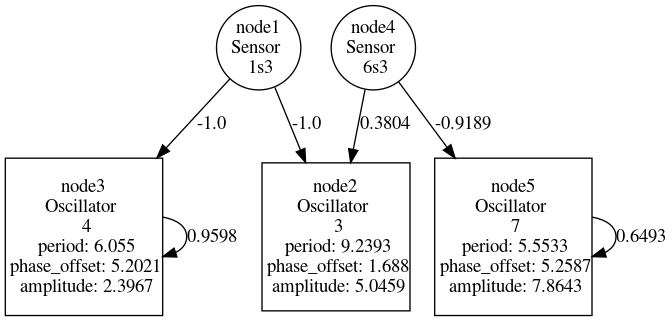 node1
Sensor
1s3
node4
Sensor
6s3
-1.0
-1.0
0.3804
-0.9189
node3
Oscillator
4
period: 6.055
phase_offset: 5.2021
amplitude: 2.3967
0.9598
node2
Oscillator
3
period: 9.2393
phase_offset: 1.688
amplitude: 5.0459
node5
Oscillator
7
period: 5.5533
phase_offset: 5.2587
amplitude: 7.8643
0.6493